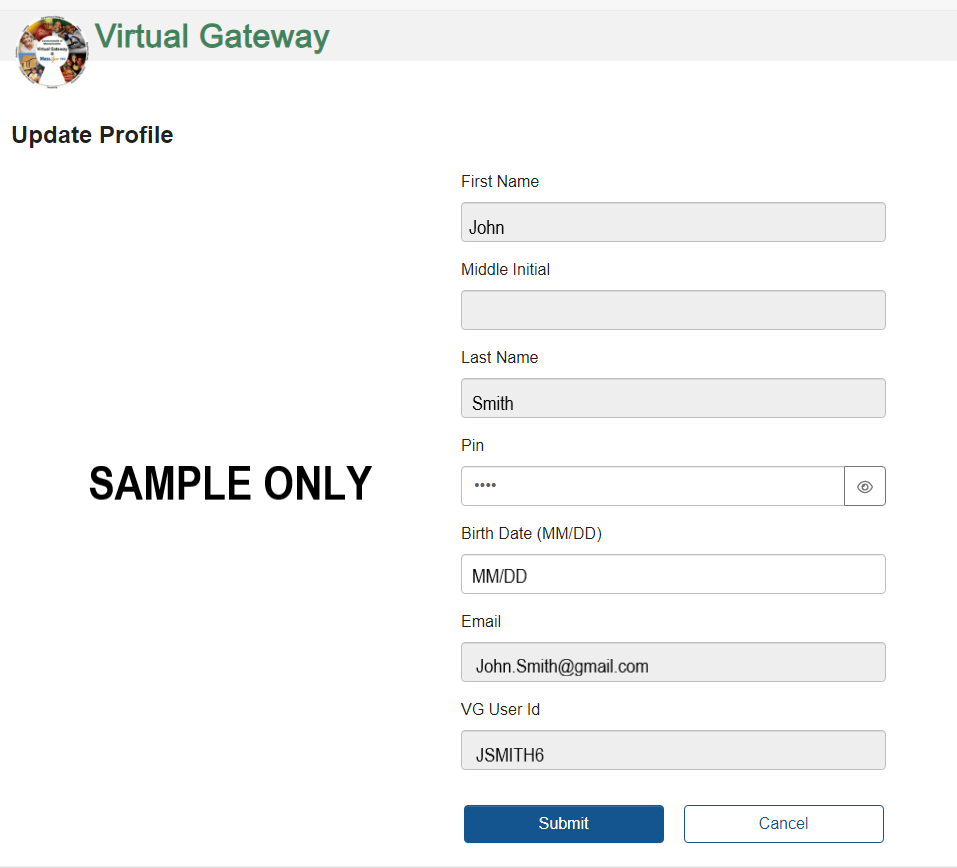 Virtual Gateway
Update Profile
First Name
John
Middle Initial
Last Name
Smith
Pin
••••
SAMPLE ONLY
Birth Date (MM/DD)
MM/DD
Email
John.Smith@gmail.com
VG User Id
JSMITH6
Submit
Cancel